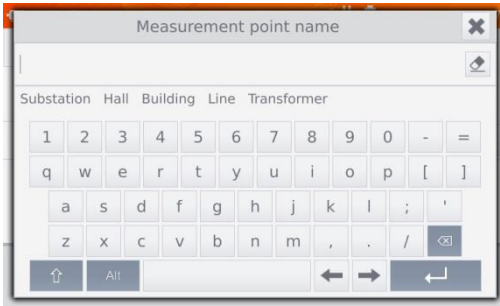 Measurement point name
Substation Hall Building Line Transformer
1 2 3 4 5 6 7 8 9 0 - =
q w e r t y u i o p [ ]
a s d f g h j k l ; '
z x c v b n m , . /
Alt